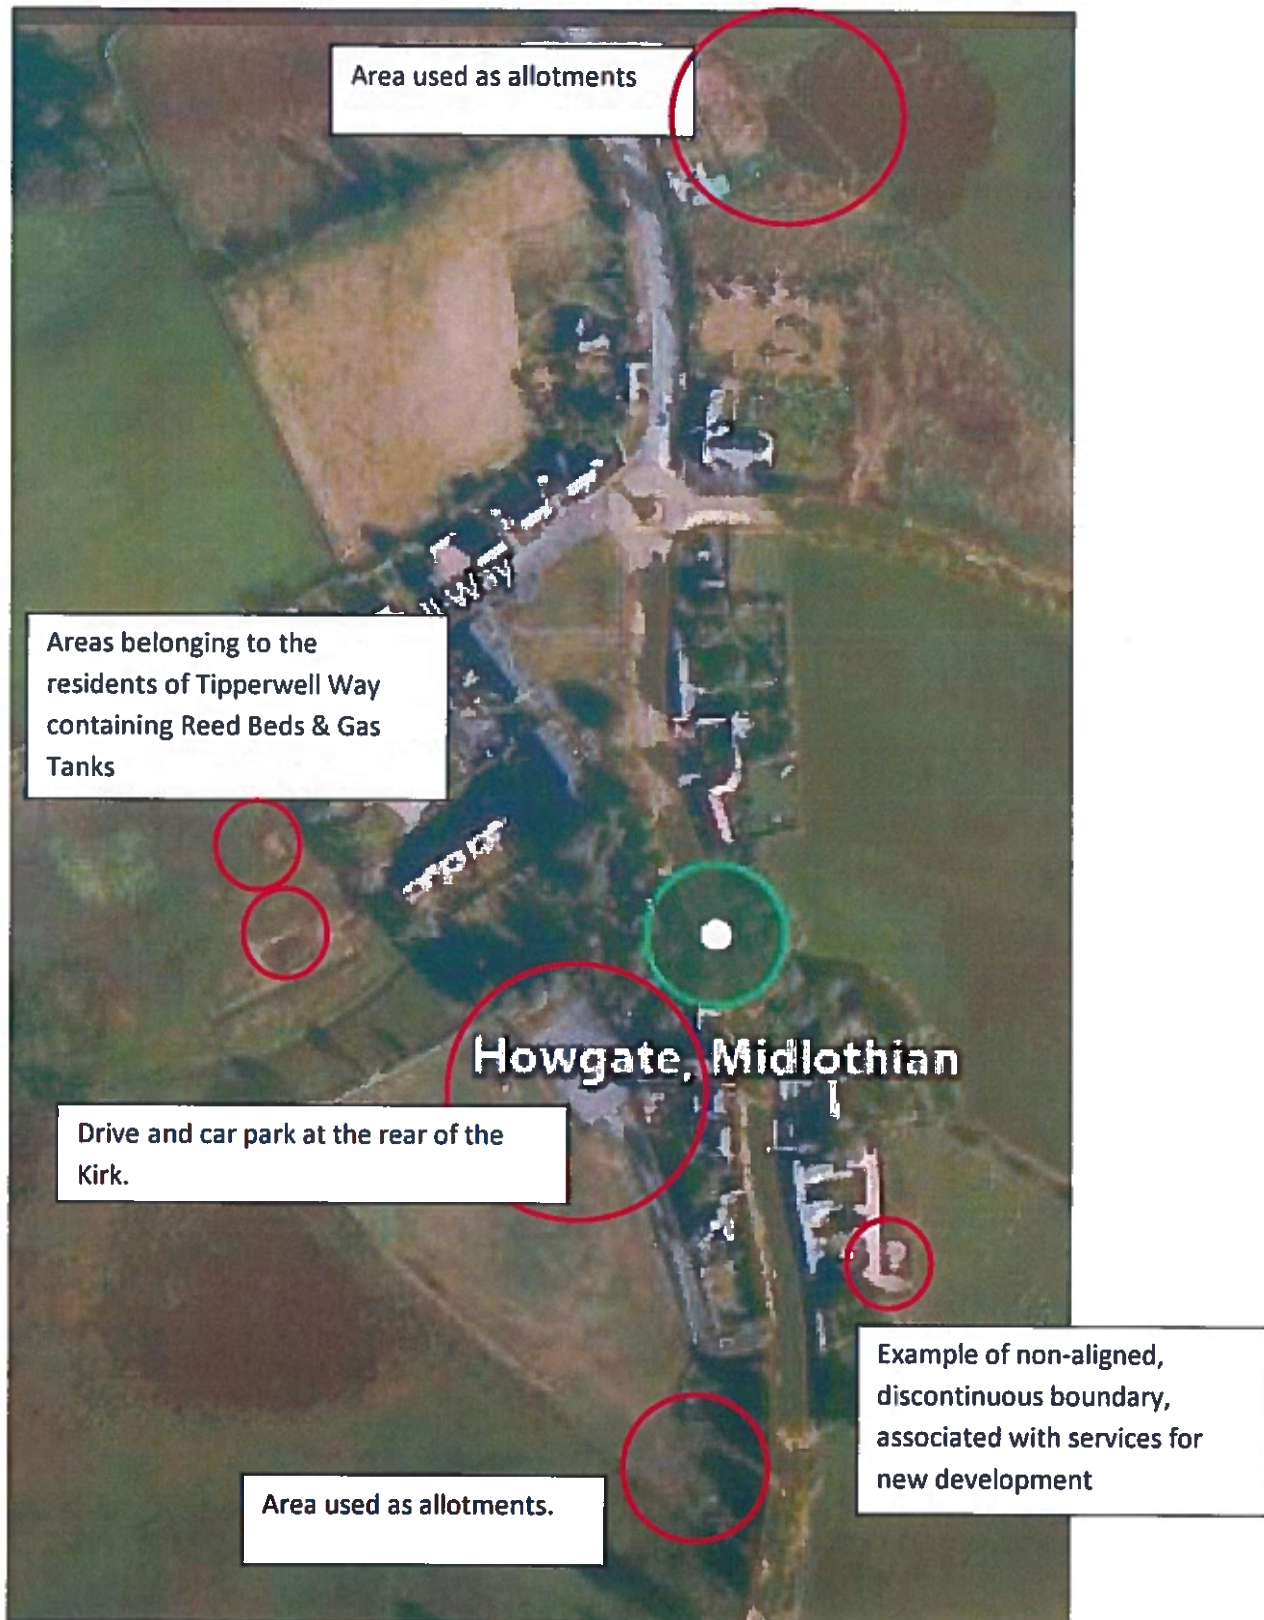 Area used as allotments
Way
Areas belonging to the
residents of Tipperwell Way
containing Reed Beds & Gas
Tanks
Howgate, Midlothian
Drive and car park at the rear of the
Kirk.
Example of non-aligned,
discontinuous boundary,
associated with services for
new development
Area used as allotments.